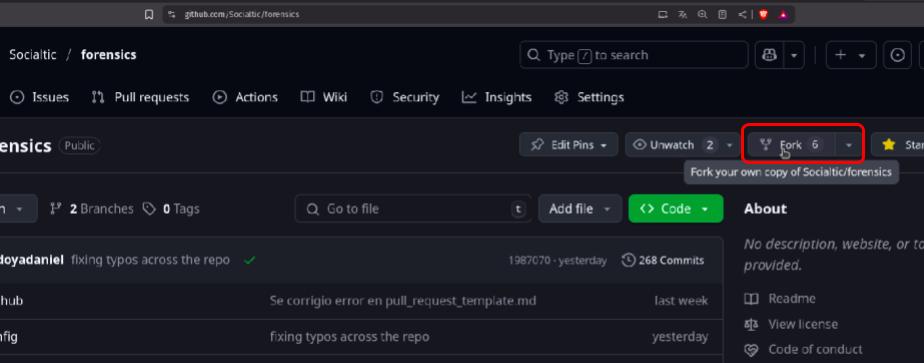 github.com/Socialtic/forensics
Socialtic / forensics
Type / to search
Issues Pull requests Actions Wiki Security Insights Settings
ensics Public
Edit Pins Unwatch 2 Fork 6 Star
Fork your own copy of Socialtic/forensics
n 2 Branches 0 Tags Go to file t Add file <> Code
About
No description, website, or to
provided.
doyadaniel fixing typos across the repo 1987070 · yesterday 268 Commits
hub Se corrigio error en pull_request_template.md last week
nfig fixing typos across the repo yesterday
Readme
View license
Code of conduct